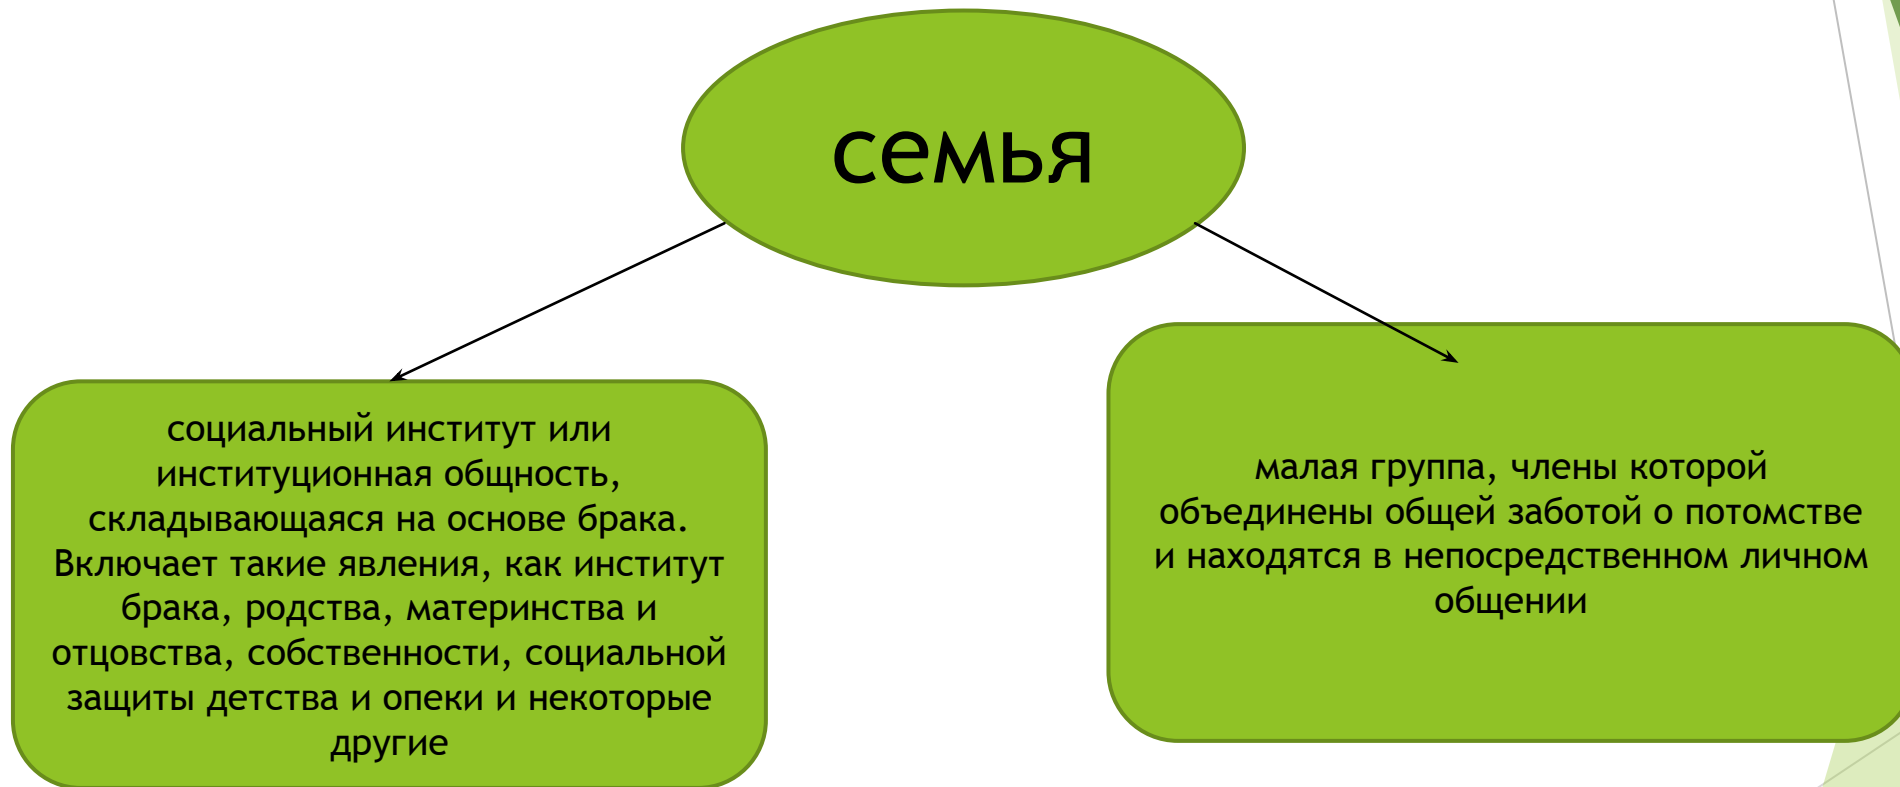 семья
социальный институт или
институционная общность,
складывающаяся на основе брака.
Включает такие явления, как институт
брака, родства, материнства и
отцовства, собственности, социальной
защиты детства и опеки и некоторые
другие
малая группа, члены которой
объединены общей заботой о потомстве
и находятся в непосредственном личном
общении